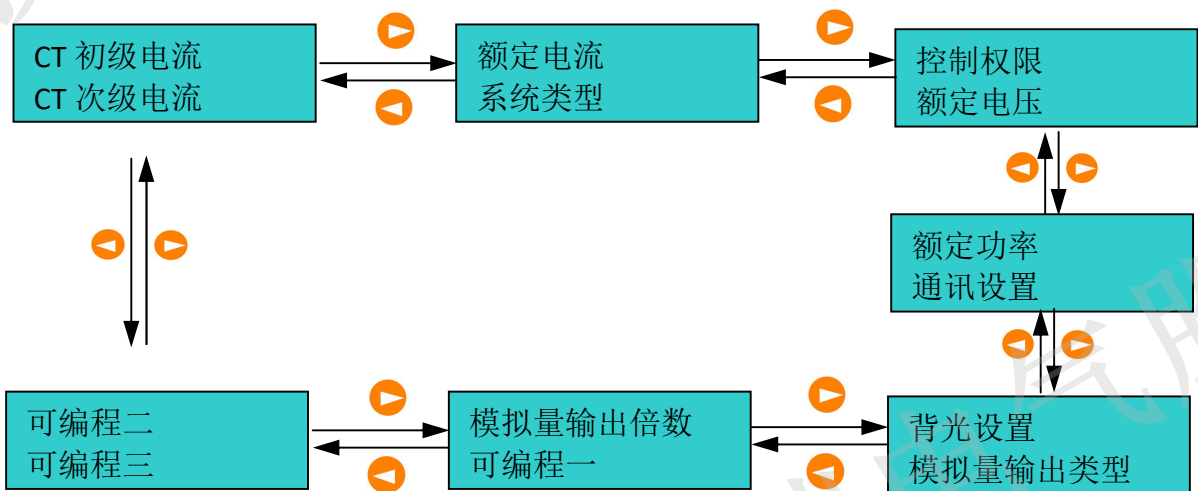 CT 初级电流
CT 次级电流
额定电流
系统类型
控制权限
额定电压
额定功率
通讯设置
可编程二
可编程三
模拟量输出倍数
可编程一
背光设置
模拟量输出类型